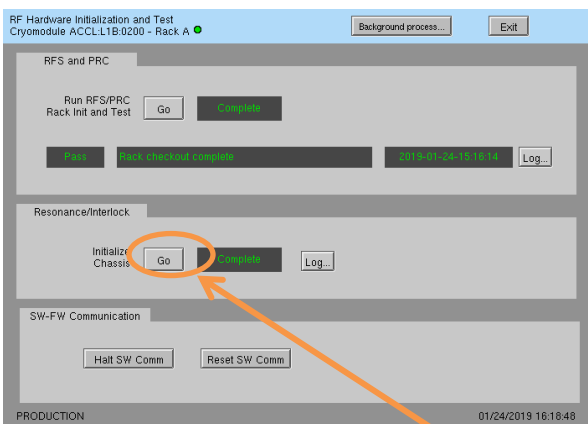 RF Hardware Initialization and Test
Cryomodule ACCL:L1B:0200 - Rack A
Background process...
Exit
RFS and PRC
Run RFS/PRC
Rack Init and Test
Go
Complete
Pass
Rack checkout complete
2019-01-24-15:16:14
Log...
Resonance/Interlock
Initialize
Chassis
Go
Complete
Log...
SW-FW Communication
Halt SW Comm
Reset SW Comm
PRODUCTION
01/24/2019 16:18:48